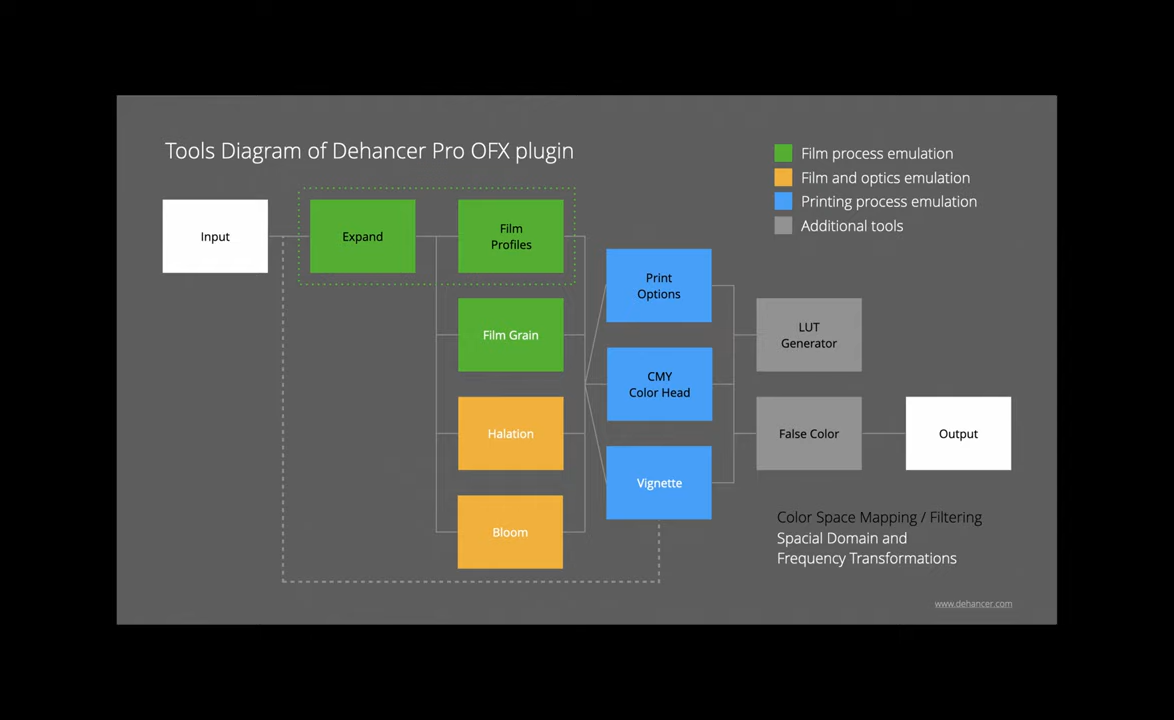 Tools Diagram of Dehancer Pro OFX plugin
Film process emulation
Film and optics emulation
Printing process emulation
Additional tools
Input
Expand
Film
Profiles
Film Grain
Halation
Bloom
Print
Options
CMY
Color Head
Vignette
LUT
Generator
False Color
Output
Color Space Mapping / Filtering
Spacial Domain and
Frequency Transformations
www.dehancer.com